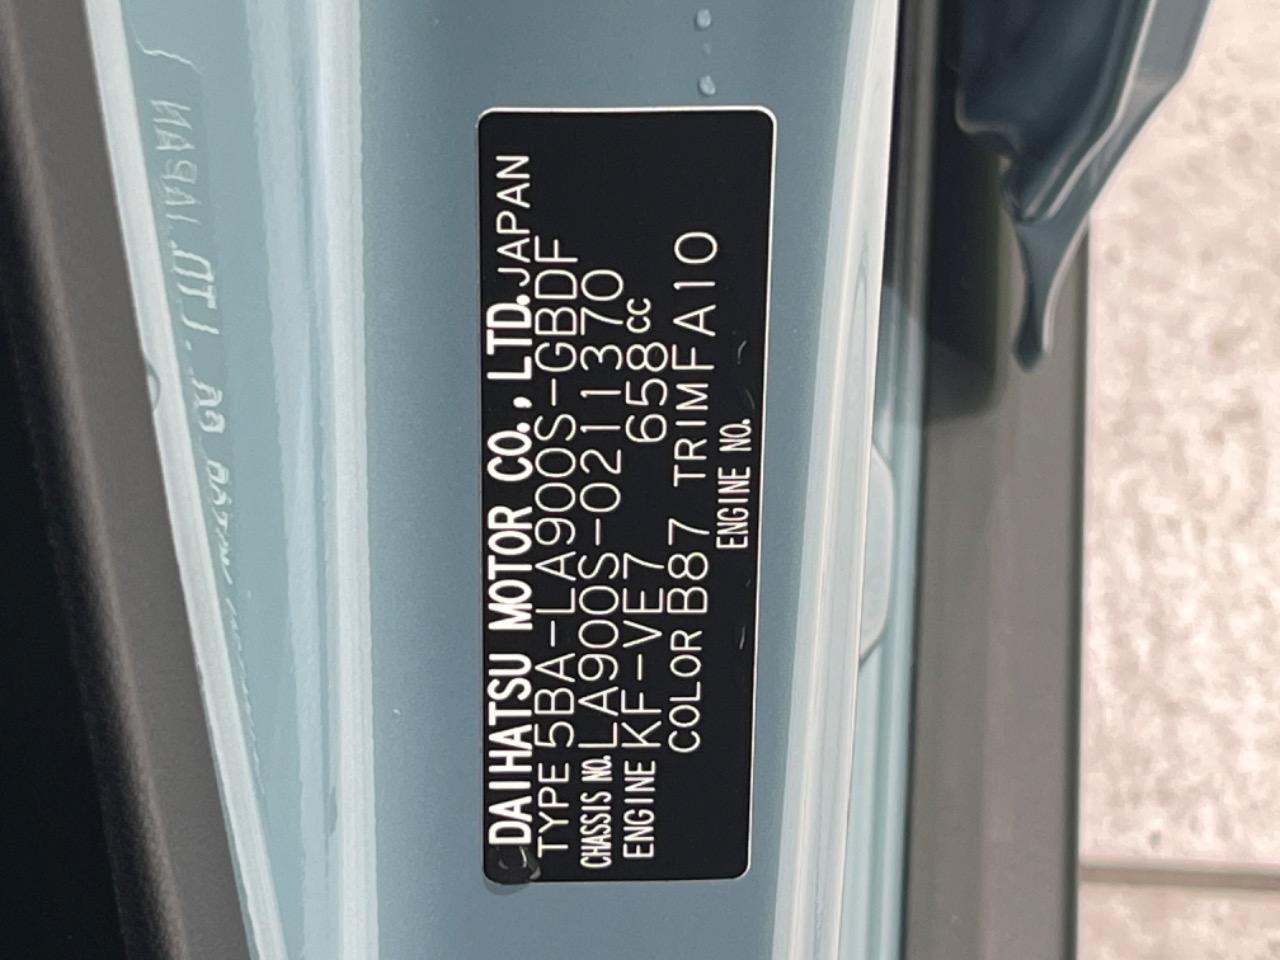 DAIHATSU MOTOR CO., LTD. JAPAN
TYPE 5BA-LA900S-GBDF
CHASSIS NO. LA900S-0211370
ENGINE KF-VE7 658cc
COLOR B87 TRIM FA10
ENGINE NO.